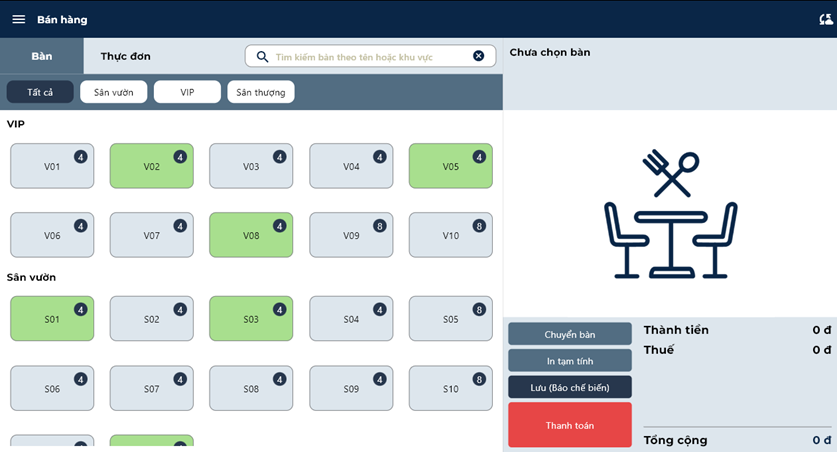 Bán hàng
Bàn
Thực đơn
Tìm kiếm bàn theo tên hoặc khu vực
Chưa chọn bàn
Tất cả
Sân vườn
VIP
Sân thượng
VIP
V01 4
V02 4
V03 4
V04 4
V05 4
V06 4
V07 4
V08 4
V09 8
V10 8
Sân vườn
S01 4
S02 4
S03 4
S04 4
S05 8
S06 4
S07 4
S08 4
S09 4
S10 8
Chuyển bàn
In tạm tính
Lưu (Báo chế biến)
Thanh toán
Thành tiền 0 đ
Thuế 0 đ
Tổng cộng 0 đ